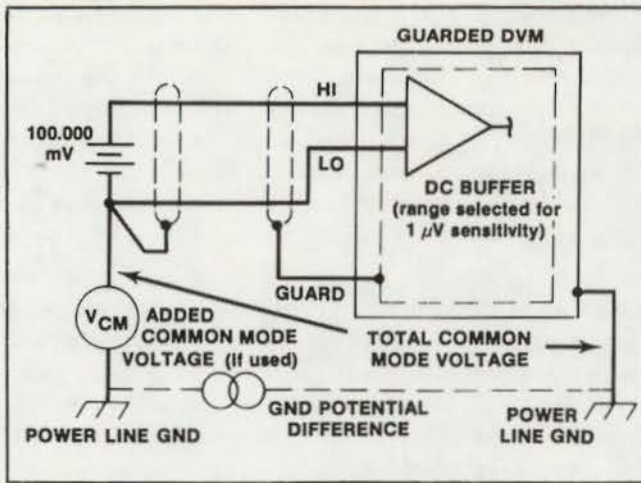 GUARDED DVM
HI
100.000
mV
LO
DC BUFFER
(range selected for
1 µV sensitivity)
GUARD
VCM
ADDED
COMMON MODE
VOLTAGE (if used)
TOTAL COMMON
MODE VOLTAGE
GND POTENTIAL
DIFFERENCE
POWER LINE GND
POWER
LINE GND